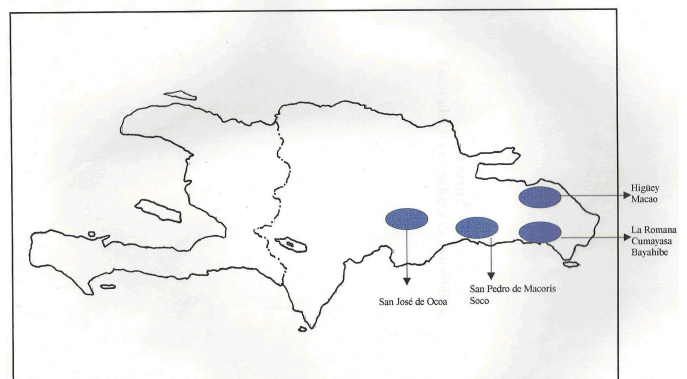 Higüey
Macao
La Romana
Cumayasa
Bayahibe
San José de Ocoa
San Pedro de Macorís
Soco